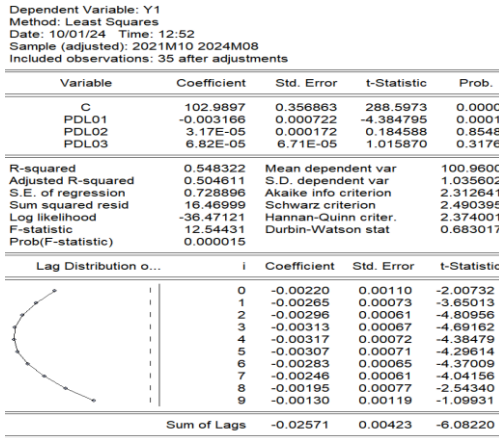 Dependent Variable: Y1
Method: Least Squares
Date: 10/01/24 Time: 12:52
Sample (adjusted): 2021M10 2024M08
Included observations: 35 after adjustments
Variable Coefficient Std. Error t-Statistic Prob.
C 102.9897 0.356863 288.5973 0.0000
PDL01 -0.003166 0.000722 -4.384795 0.0001
PDL02 3.17E-05 0.000172 0.184588 0.8548
PDL03 6.82E-05 6.71E-05 1.015870 0.3176
R-squared 0.548322 Mean dependent var 100.9600
Adjusted R-squared 0.504611 S.D. dependent var 1.035602
S.E. of regression 0.728896 Akaike info criterion 2.312641
Sum squared resid 16.46999 Schwarz criterion 2.490395
Log likelihood -36.47121 Hannan-Quinn criter. 2.374001
F-statistic 12.54431 Durbin-Watson stat 0.683017
Prob(F-statistic) 0.000015
Lag Distribution o... i Coefficient Std. Error t-Statistic
0 -0.00220 0.00110 -2.00732
1 -0.00265 0.00073 -3.65013
2 -0.00296 0.00061 -4.80956
3 -0.00313 0.00067 -4.69162
4 -0.00317 0.00072 -4.38479
5 -0.00307 0.00071 -4.29614
6 -0.00283 0.00065 -4.37009
7 -0.00246 0.00061 -4.04156
8 -0.00195 0.00077 -2.54340
9 -0.00130 0.00119 -1.09931
Sum of Lags -0.02571 0.00423 -6.08220